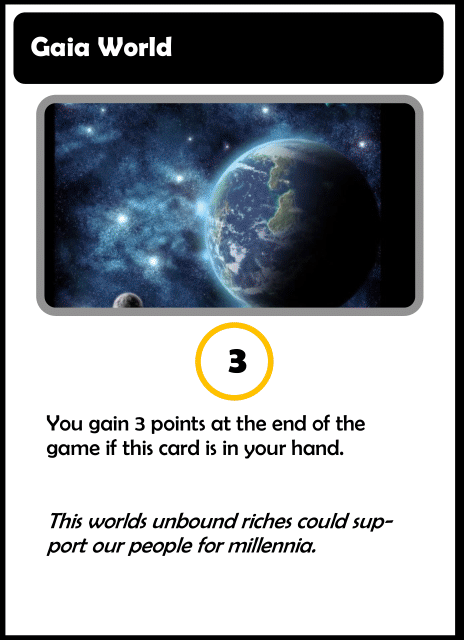 Gaia World
3
You gain 3 points at the end of the
game if this card is in your hand.
This worlds unbound riches could sup-
port our people for millennia.